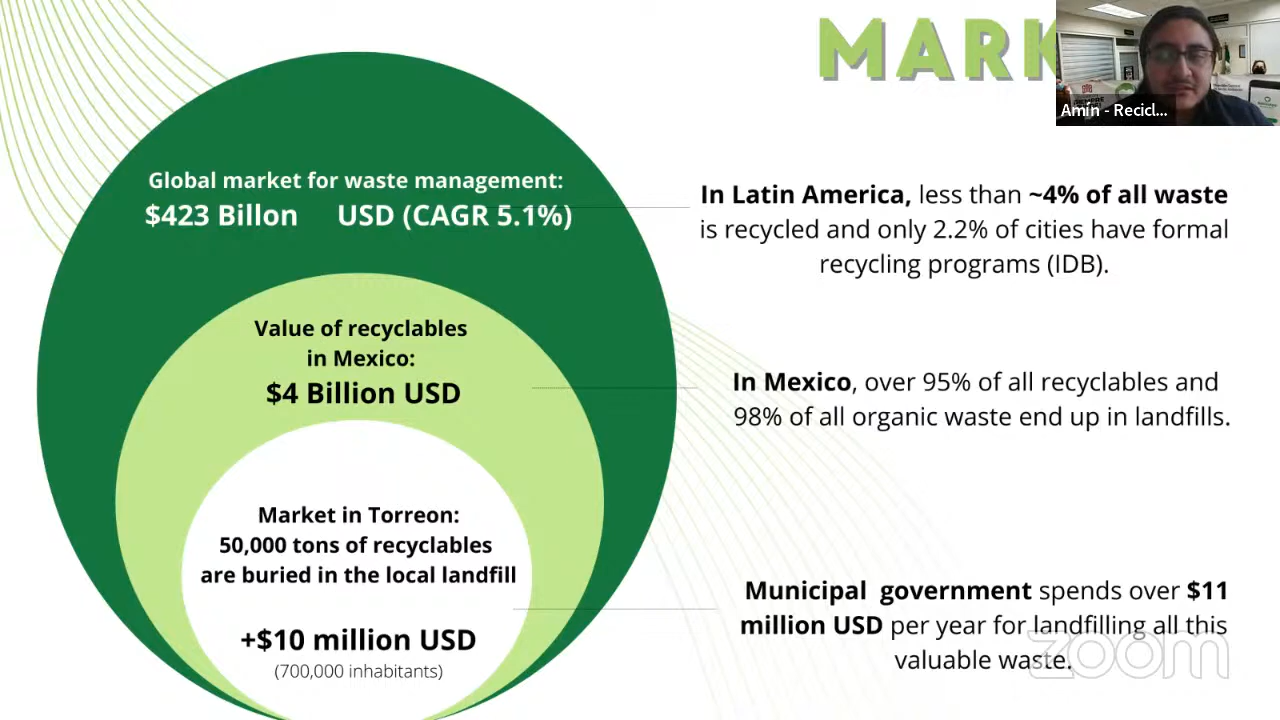 MARK
Amín - Recicl...
Global market for waste management:
$423 Billon USD (CAGR 5.1%)
In Latin America, less than ~4% of all waste
is recycled and only 2.2% of cities have formal
recycling programs (IDB).
Value of recyclables
in Mexico:
$4 Billion USD
In Mexico, over 95% of all recyclables and
98% of all organic waste end up in landfills.
Market in Torreon:
50,000 tons of recyclables
are buried in the local landfill
+$10 million USD
(700,000 inhabitants)
Municipal government spends over $11
million USD per year for landfilling all this
valuable waste.
zoom